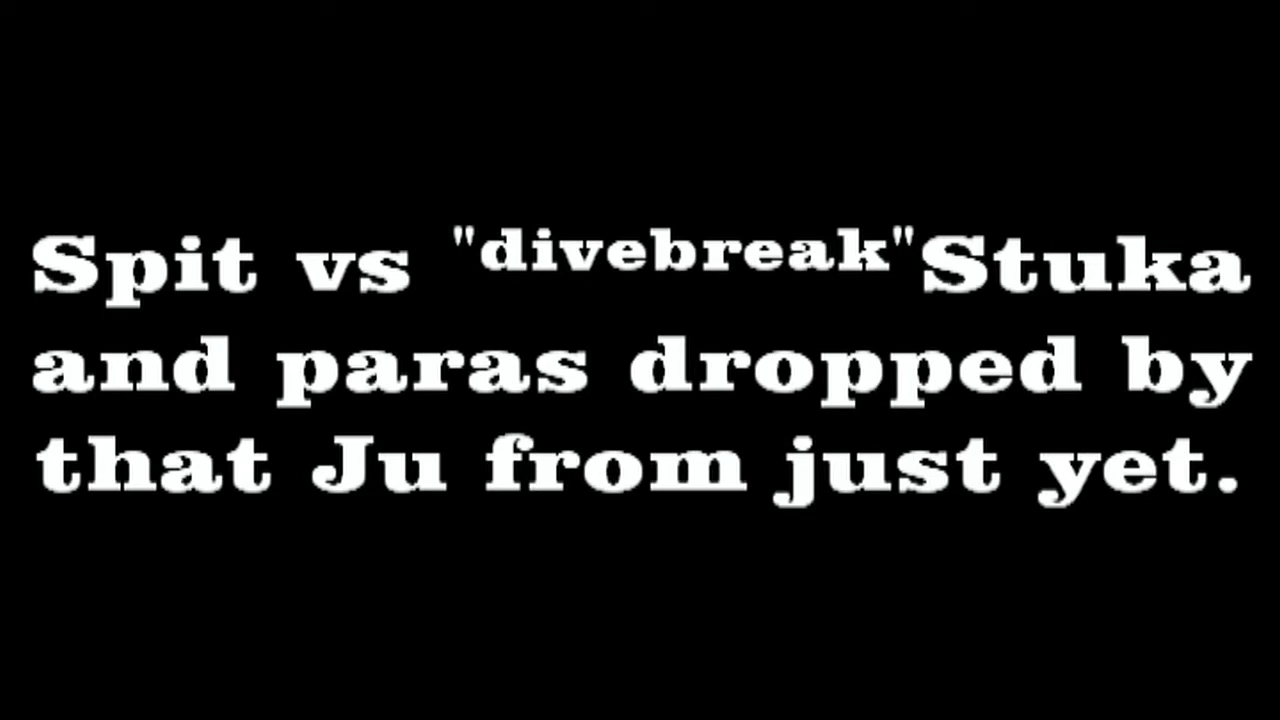 Spit vs "divebreak"Stuka
and paras dropped by
that Ju from just yet.